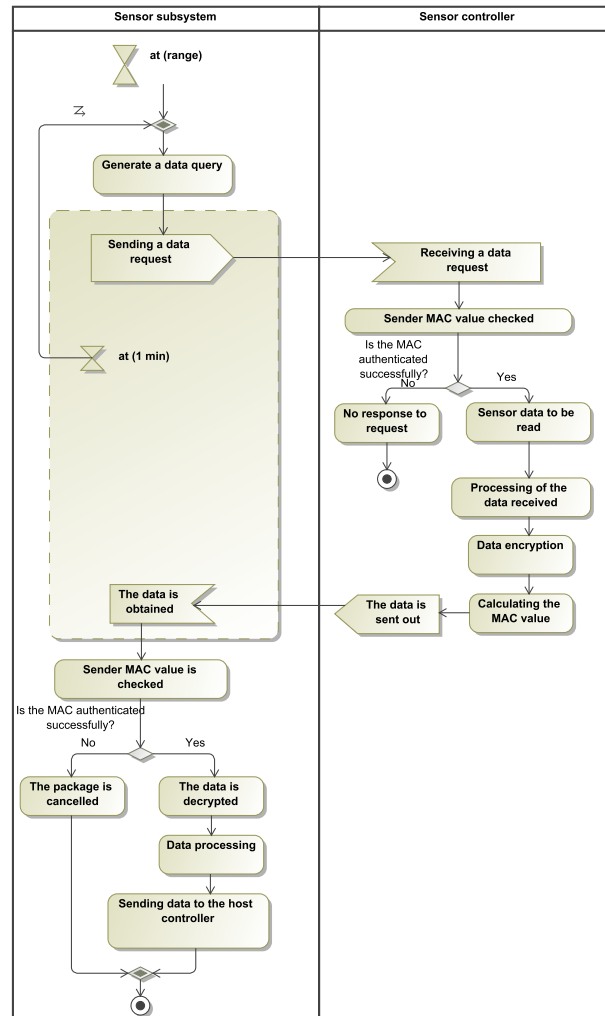 Sensor subsystem
Sensor controller
at (range)
Generate a data query
Sending a data
request
Receiving a data
request
Sender MAC value checked
Is the MAC
authenticated
successfully?
No
Yes
at (1 min)
No response to
request
Sensor data to be
read
Processing of the
data received
Data encryption
Calculating the
MAC value
The data is
sent out
The data is
obtained
Sender MAC value is
checked
Is the MAC authenticated
successfully?
No
Yes
The package is
cancelled
The data is
decrypted
Data processing
Sending data to the host
controller